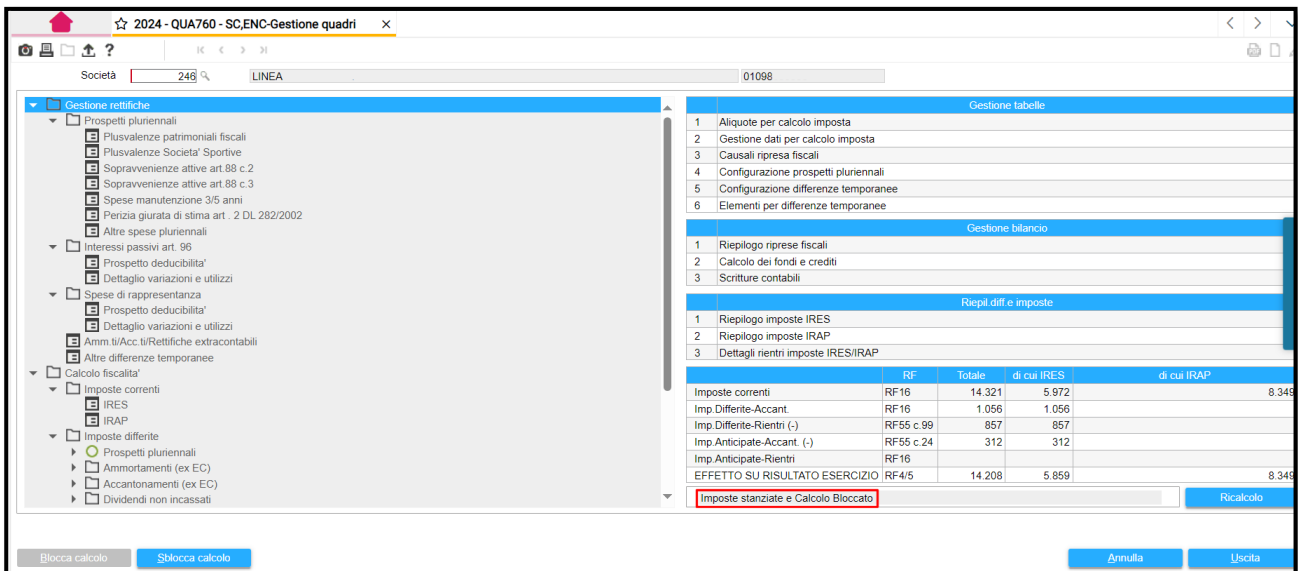 2024 - QUA760 - SC,ENC-Gestione quadri
Società 246 LINEA 01098
Gestione rettifiche
Prospetti pluriennali
Plusvalenze patrimoniali fiscali
Plusvalenze Societa' Sportive
Sopravvenienze attive art.88 c.2
Sopravvenienze attive art.88 c.3
Spese manutenzione 3/5 anni
Perizia giurata di stima art . 2 DL 282/2002
Altre spese pluriennali
Interessi passivi art. 96
Prospetto deducibilita'
Dettaglio variazioni e utilizzi
Spese di rappresentanza
Prospetto deducibilita'
Dettaglio variazioni e utilizzi
Amm.ti/Acc.ti/Rettifiche extracontabili
Altre differenze temporanee
Calcolo fiscalita'
Imposte correnti
IRES
IRAP
Imposte differite
Prospetti pluriennali
Ammortamenti (ex EC)
Accantonamenti (ex EC)
Dividendi non incassati
Gestione tabelle
1 Aliquote per calcolo imposta
2 Gestione dati per calcolo imposta
3 Causali ripresa fiscali
4 Configurazione prospetti pluriennali
5 Configurazione differenze temporanee
6 Elementi per differenze temporanee
Gestione bilancio
1 Riepilogo riprese fiscali
2 Calcolo dei fondi e crediti
3 Scritture contabili
Riepil.diff e imposte
1 Riepilogo imposte IRES
2 Riepilogo imposte IRAP
3 Dettagli rientri imposte IRES/IRAP
RF Totale di cui IRES di cui IRAP
Imposte correnti RF16 14.321 5.972 8.349
Imp.Differite-Accant. RF16 1.056 1.056
Imp.Differite-Rientri (-) RF55 c.99 857 857
Imp.Anticipate-Accant. (-) RF55 c.24 312 312
Imp.Anticipate-Rientri RF16
EFFETTO SU RISULTATO ESERCIZIO RF4/5 14.208 5.859 8.349
Imposte stanziate e Calcolo Bloccato Ricalcolo
Blocca calcolo Sblocca calcolo Annulla Uscita